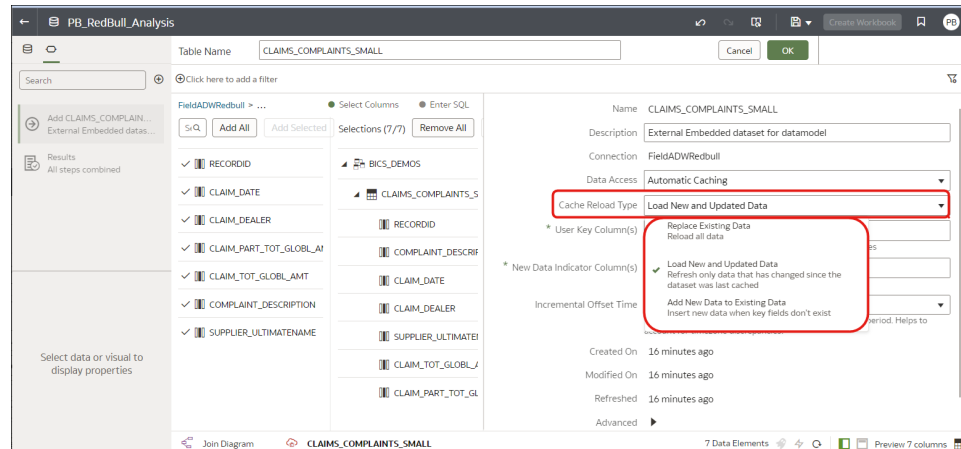 PB_RedBull_Analysis
Create Workbook
PB
Table Name
CLAIMS_COMPLAINTS_SMALL
Cancel
OK
Search
Click here to add a filter
Add CLAIMS_COMPLAIN...
External Embedded datas...
Results
All steps combined
Select data or visual to
display properties
FieldADWRedbull > ...
Select Columns
Enter SQL
Add All
Add Selected
Selections (7/7)
Remove All
RECORDID
CLAIM_DATE
CLAIM_DEALER
CLAIM_PART_TOT_GLOBL_A
CLAIM_TOT_GLOBL_AMT
COMPLAINT_DESCRIPTION
SUPPLIER_ULTIMATENAME
BICS_DEMOS
CLAIMS_COMPLAINTS_S
RECORDID
COMPLAINT_DESCRIP
CLAIM_DATE
CLAIM_DEALER
SUPPLIER_ULTIMATE
CLAIM_TOT_GLOBL_A
CLAIM_PART_TOT_GL
Name CLAIMS_COMPLAINTS_SMALL
Description External Embedded dataset for datamodel
Connection FieldADWRedbull
Data Access Automatic Caching
Cache Reload Type Load New and Updated Data
* User Key Column(s)
Replace Existing Data
Reload all data
* New Data Indicator Column(s)
Load New and Updated Data
Refresh only data that has changed since the
dataset was last cached
Incremental Offset Time
Add New Data to Existing Data
Insert new data when key fields don't exist
period. Helps to
Created On 16 minutes ago
Modified On 16 minutes ago
Refreshed 16 minutes ago
Advanced
Join Diagram
CLAIMS_COMPLAINTS_SMALL
7 Data Elements
Preview 7 columns